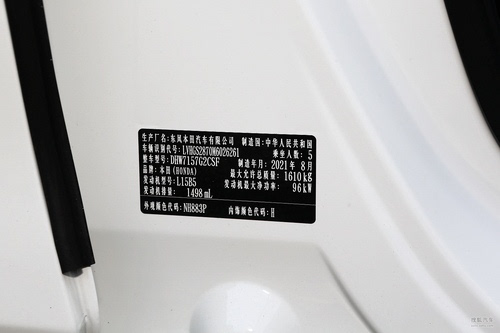 生产厂名:东风本田汽车有限公司 制造国:中华人民共和国
车辆识别代号:LVHGS2870M6026261 乘坐人数:5
整车型号:DHW7157G2CSF 制造年月:2021年8月
品牌:本田(HONDA) 最大允许总质量:1610kg
发动机型号:L15B5 发动机最大净功率:96kW
发动机排量:1498mL
外观颜色代码:NH883P 内饰颜色代码:H